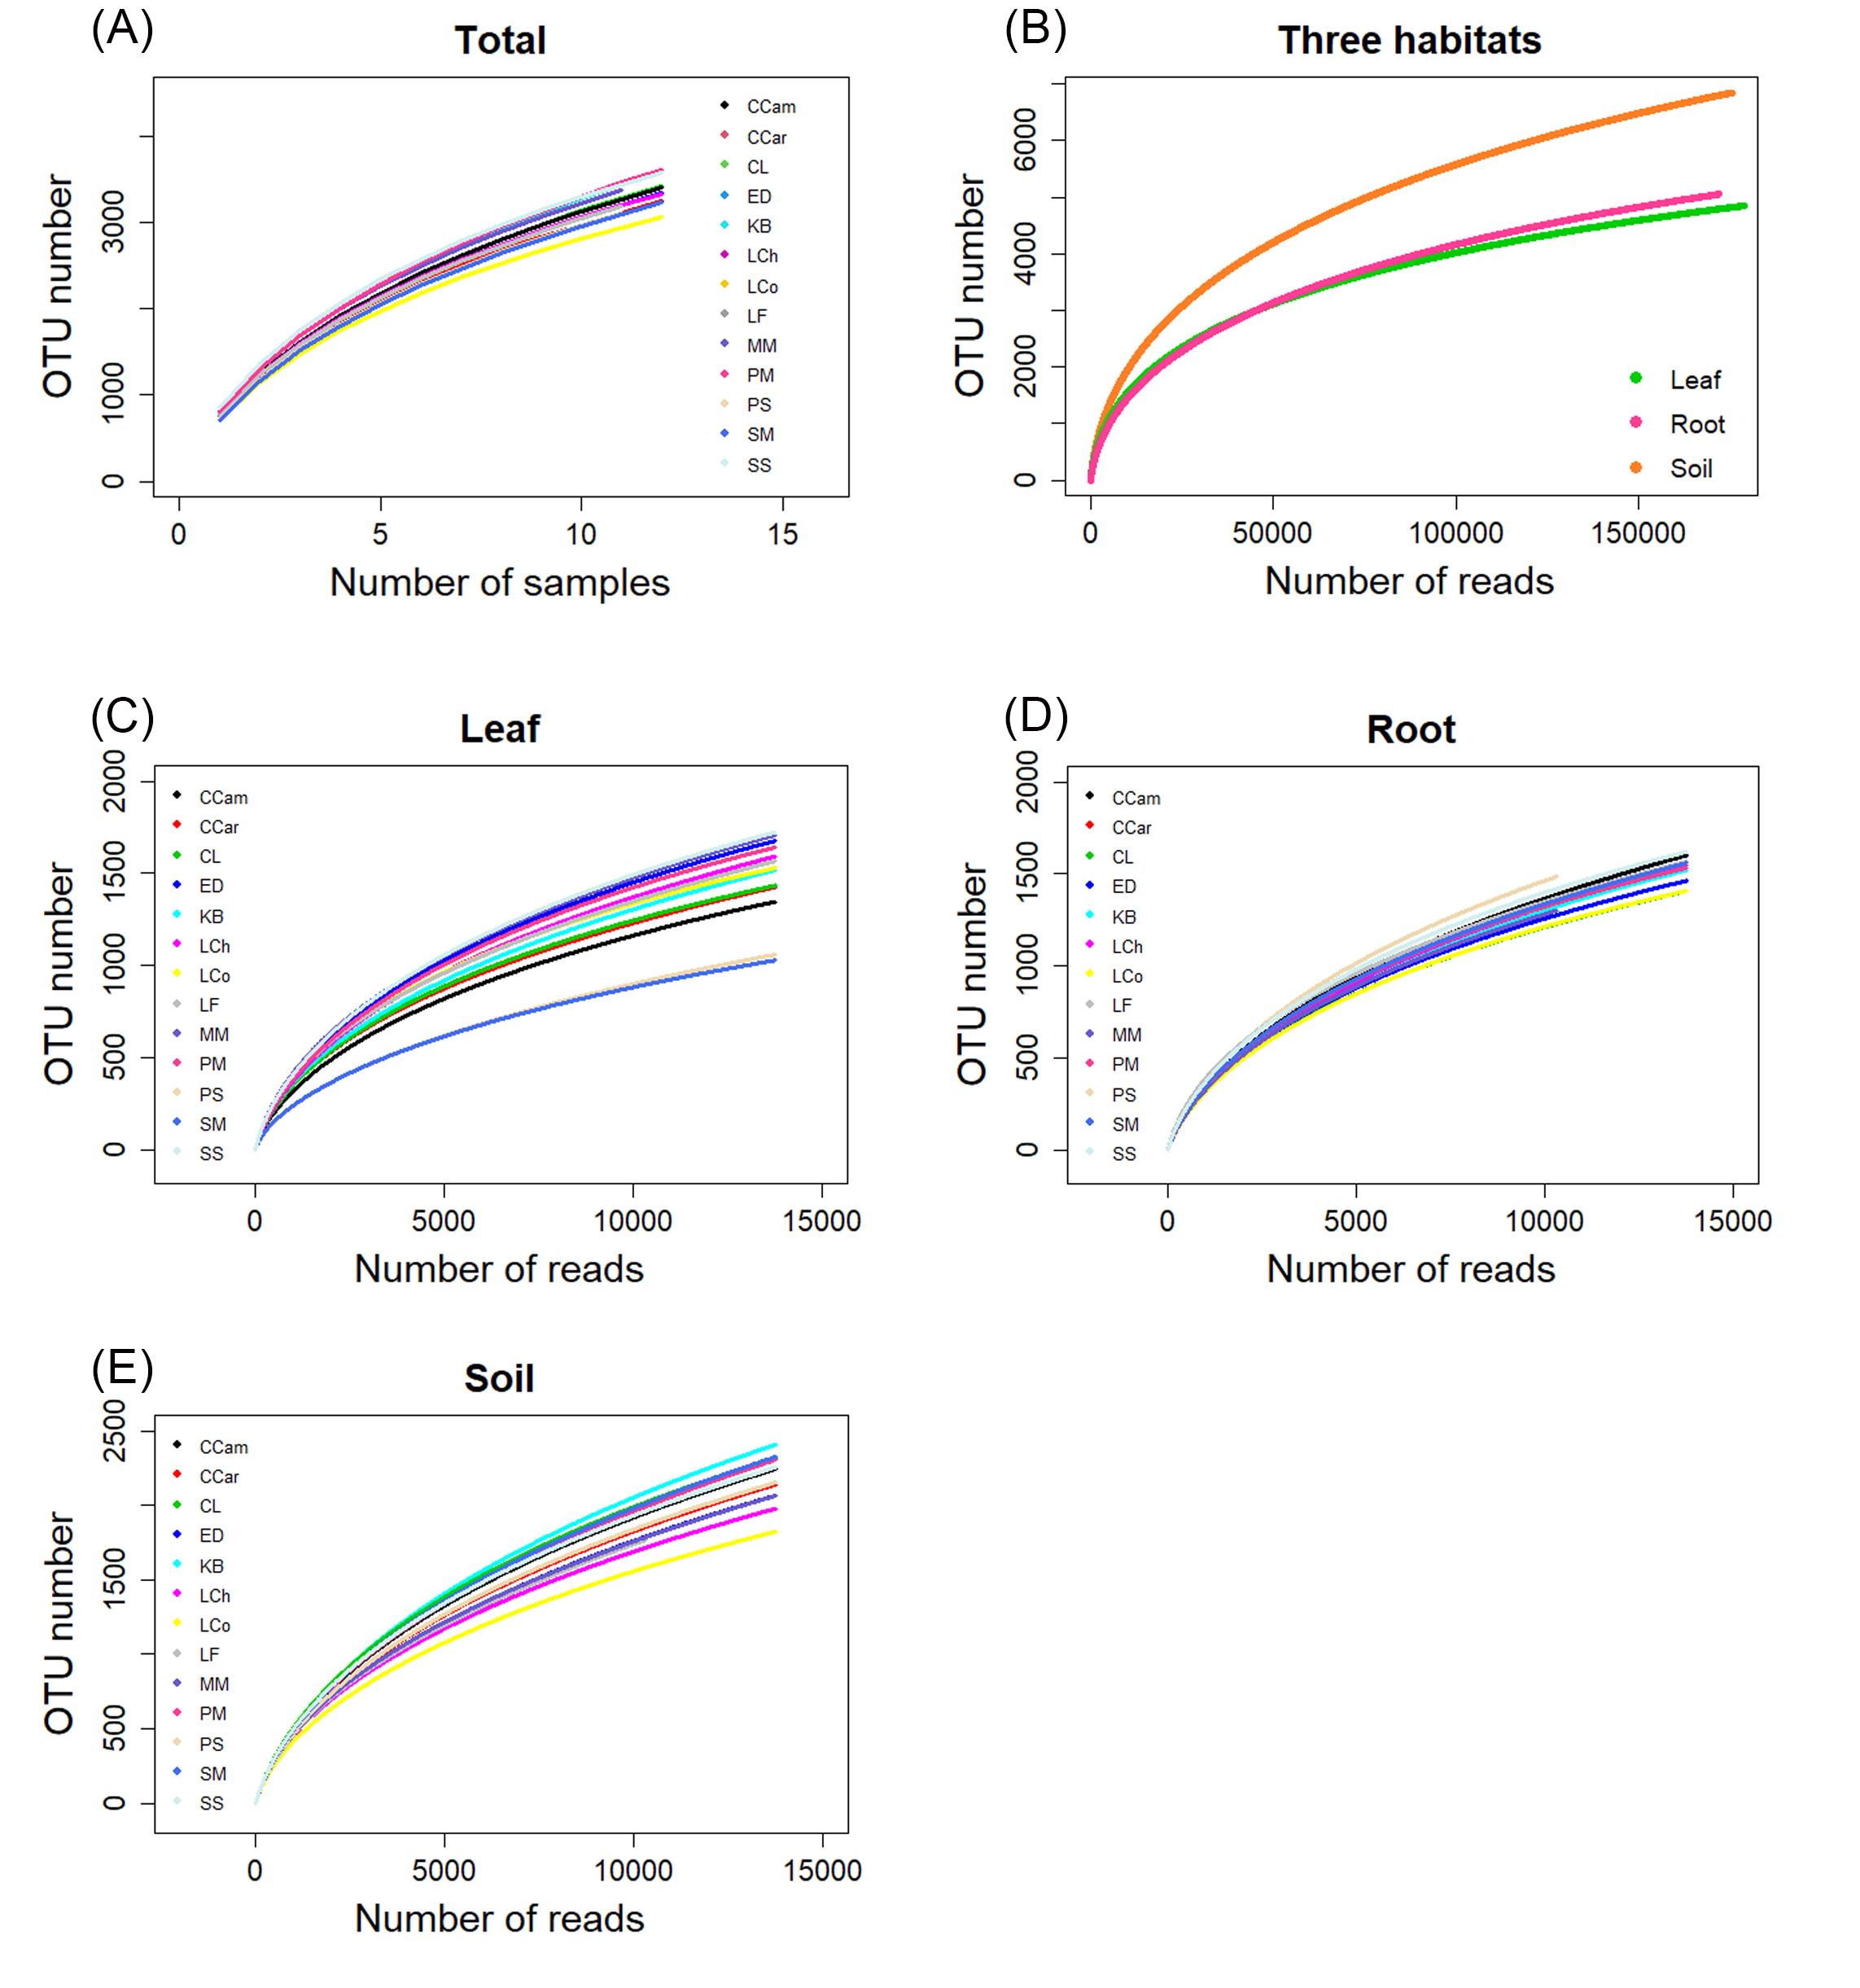 (A)
Total
OTU number
3000
1000
0
0 5 10 15
Number of samples
CCam
CCar
CL
ED
KB
LCh
LCo
LF
MM
PM
PS
SM
SS
(B)
Three habitats
OTU number
6000
4000
2000
0
0 50000 100000 150000
Number of reads
Leaf
Root
Soil
(C)
Leaf
OTU number
2000
1500
1000
500
0
CCam
CCar
CL
ED
KB
LCh
LCo
LF
MM
PM
PS
SM
SS
0 5000 10000 15000
Number of reads
(D)
Root
OTU number
2000
1500
1000
500
0
CCam
CCar
CL
ED
KB
LCh
LCo
LF
MM
PM
PS
SM
SS
0 5000 10000 15000
Number of reads
(E)
Soil
OTU number
2500
1500
500
0
CCam
CCar
CL
ED
KB
LCh
LCo
LF
MM
PM
PS
SM
SS
0 5000 10000 15000
Number of reads